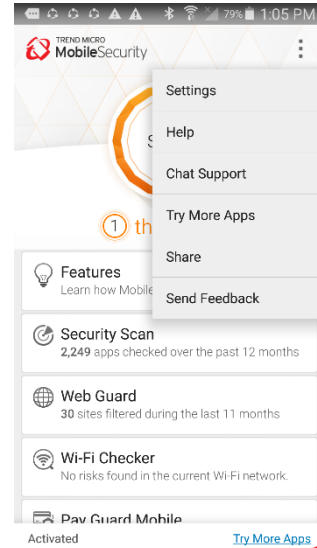 79% 1:05 PM
TREND MICRO
MobileSecurity
Settings
Help
Chat Support
Try More Apps
Share
Send Feedback
S
1 th
Features
Learn how Mobile
Security Scan
2,249 apps checked over the past 12 months
Web Guard
30 sites filtered during the last 11 months
Wi-Fi Checker
No risks found in the current Wi-Fi network.
Pay Guard Mobile
Activated
Try More Apps